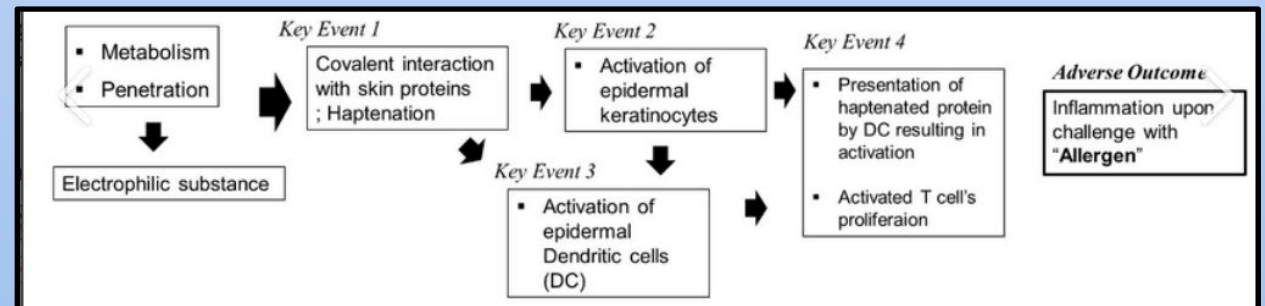 ▪ Metabolism
▪ Penetration
Electrophilic substance
Key Event 1
Covalent interaction
with skin proteins
; Haptenation
Key Event 2
▪ Activation of
epidermal
keratinocytes
Key Event 3
▪ Activation of
epidermal
Dendritic cells
(DC)
Key Event 4
▪ Presentation of
haptenated protein
by DC resulting in
activation
▪ Activated T cell's
proliferaion
Adverse Outcome
Inflammation upon
challenge with
"Allergen"